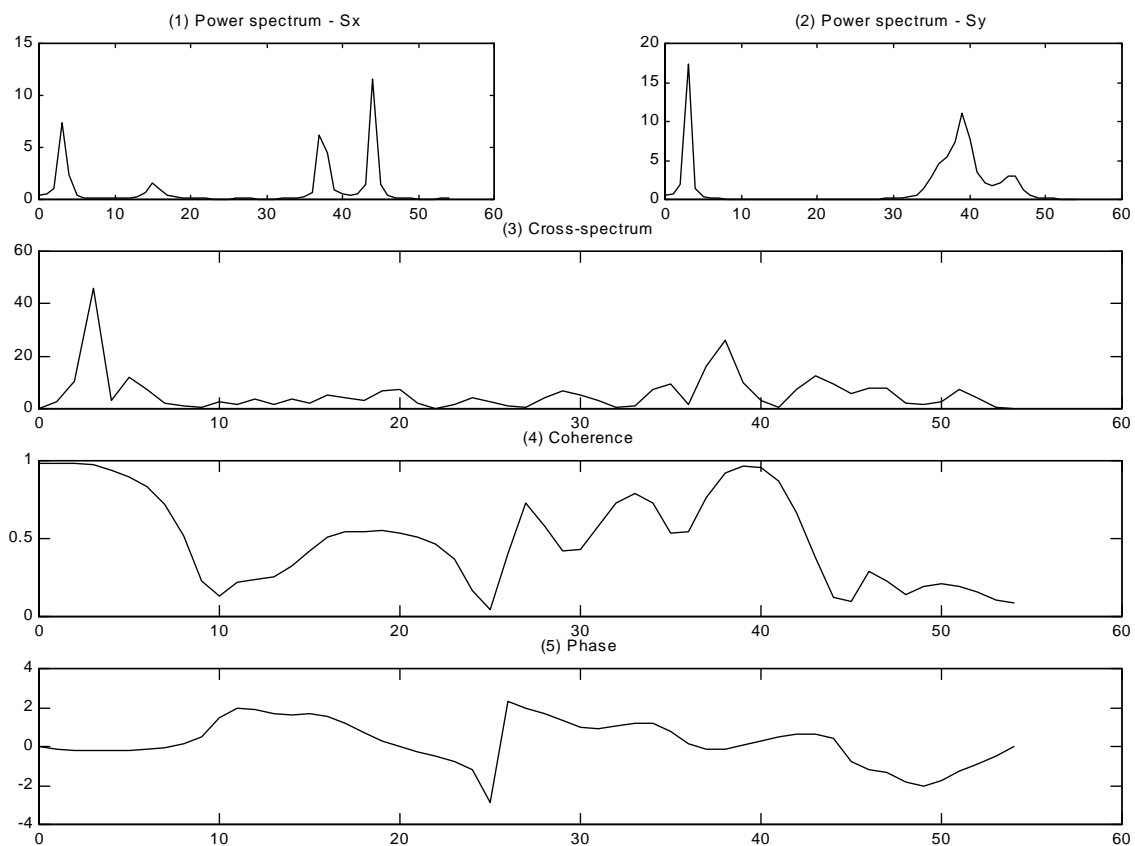 (1) Power spectrum - Sx
15
10
5
0
0 10 20 30 40 50 60
(2) Power spectrum - Sy
20
15
10
5
0
0 10 20 30 40 50 60
(3) Cross-spectrum
60
40
20
0
0 10 20 30 40 50 60
(4) Coherence
1
0.5
0
0 10 20 30 40 50 60
(5) Phase
4
2
0
-2
-4
0 10 20 30 40 50 60